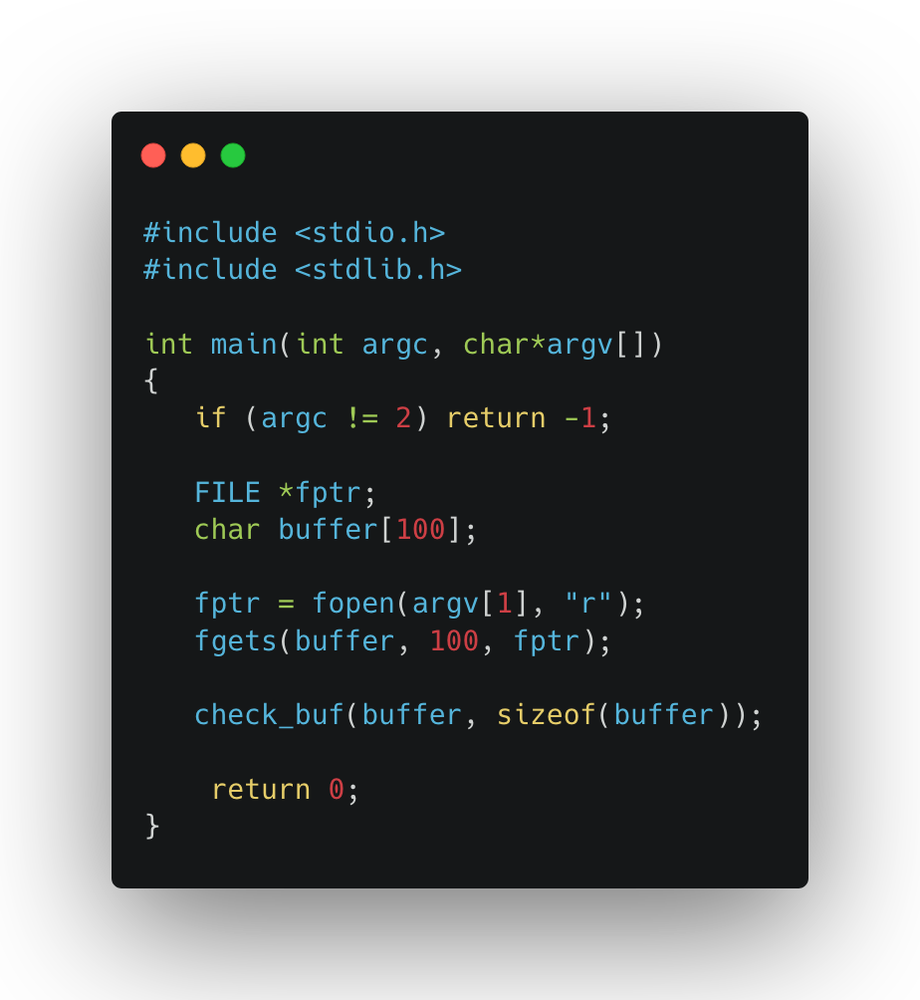 #include <stdio.h>
#include <stdlib.h>
int main(int argc, char*argv[])
{
   if (argc != 2) return -1;
   FILE *fptr;
   char buffer[100];
   fptr = fopen(argv[1], "r");
   fgets(buffer, 100, fptr);
   check_buf(buffer, sizeof(buffer));
    return 0;
}